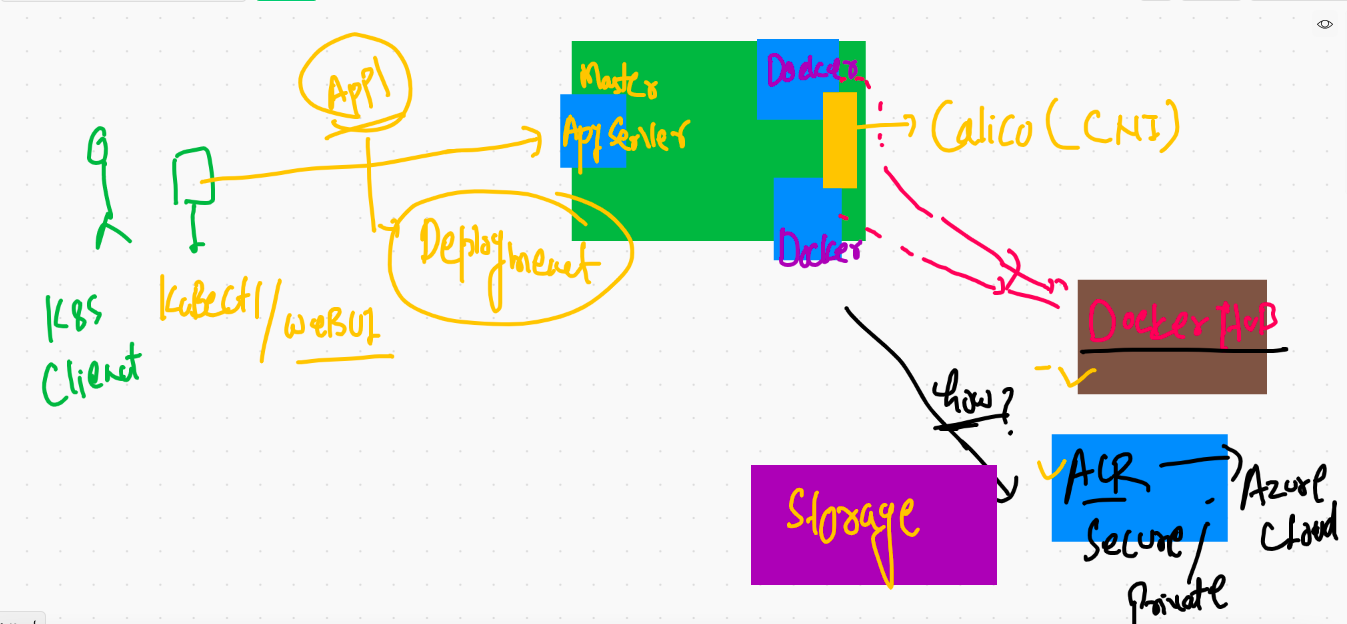 APPl
Master
Api Server
Docker
Calico ( CNI )
Deployment
Docker
K8S
Client
KuBectl / WeBUI
Docker HuB
how?
Storage
ACR
Azure
Cloud
Secure /
Private